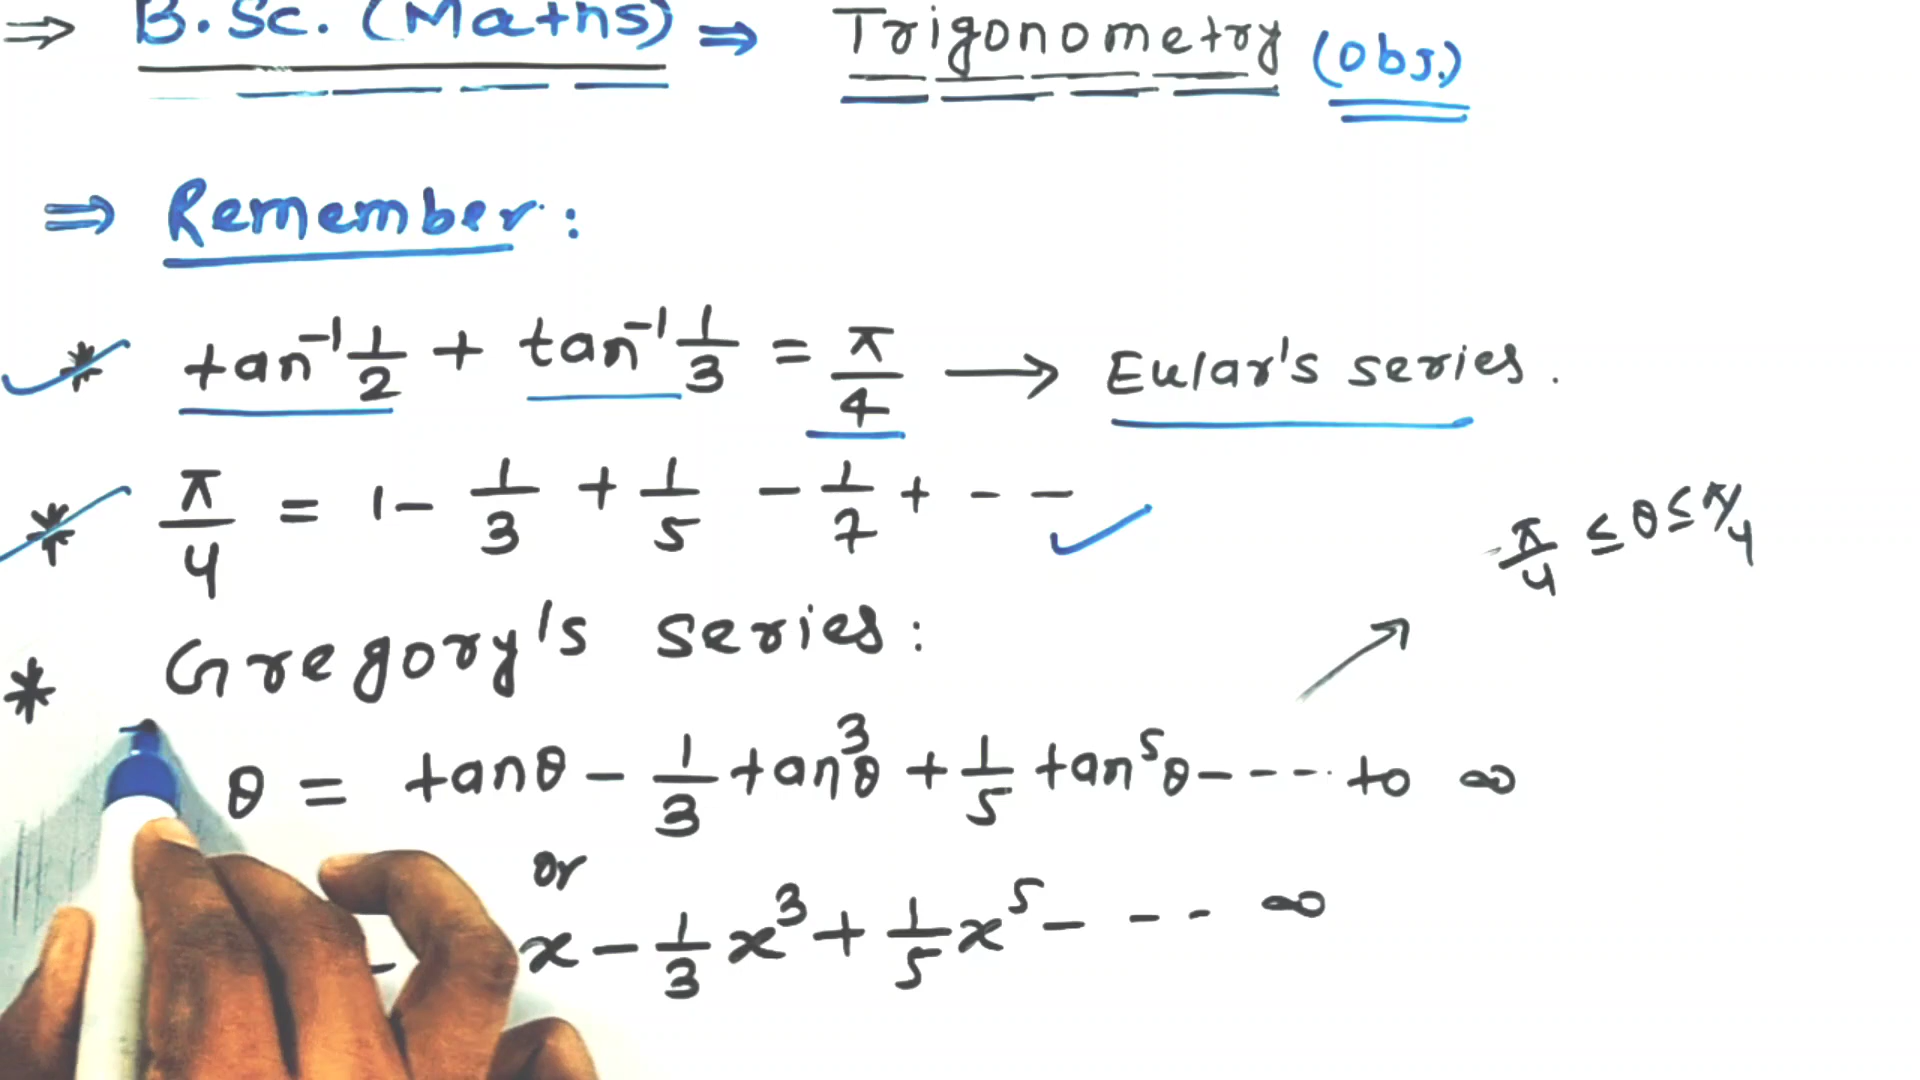 ⇒ B.Sc. (Maths) ⇒ Trigonometry (Obj.)
⇒ Remember:
* tan⁻¹ 1/2 + tan⁻¹ 1/3 = π/4 → Eular's series.
* π/4 = 1 - 1/3 + 1/5 - 1/7 + - -
-π/4 ≤ θ ≤ π/4
* Gregory's series:
θ = tanθ - 1/3 tan³θ + 1/5 tan⁵θ - - - - to ∞
or
x - 1/3 x³ + 1/5 x⁵ - - - ∞